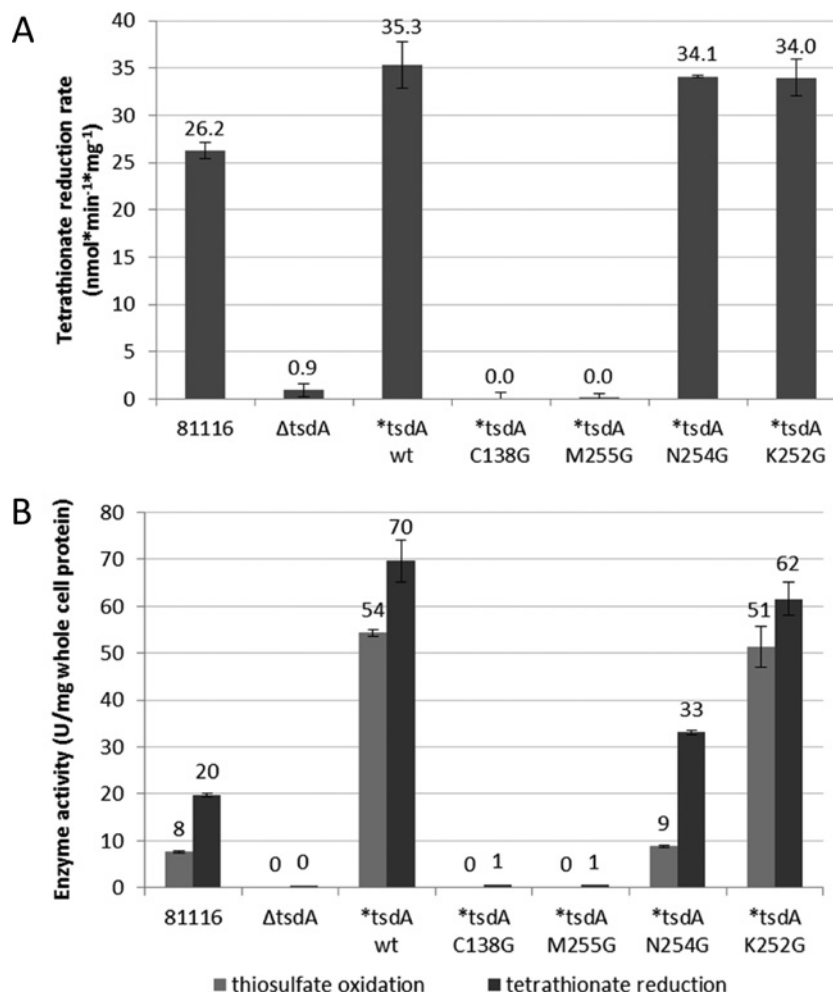 A
Tetrathionate reduction rate
(nmol*min-1*mg-1)
40
35
30
25
20
15
10
5
0
26.2
0.9
35.3
0.0
0.0
34.1
34.0
81116
ΔtsdA
*tsdA
wt
*tsdA
C138G
*tsdA
M255G
*tsdA
N254G
*tsdA
K252G
B
Enzyme activity (U/mg whole cell protein)
80
70
60
50
40
30
20
10
0
8
20
0
0
54
70
0
1
0
1
9
33
51
62
81116
ΔtsdA
*tsdA
wt
*tsdA
C138G
*tsdA
M255G
*tsdA
N254G
*tsdA
K252G
thiosulfate oxidation
tetrathionate reduction